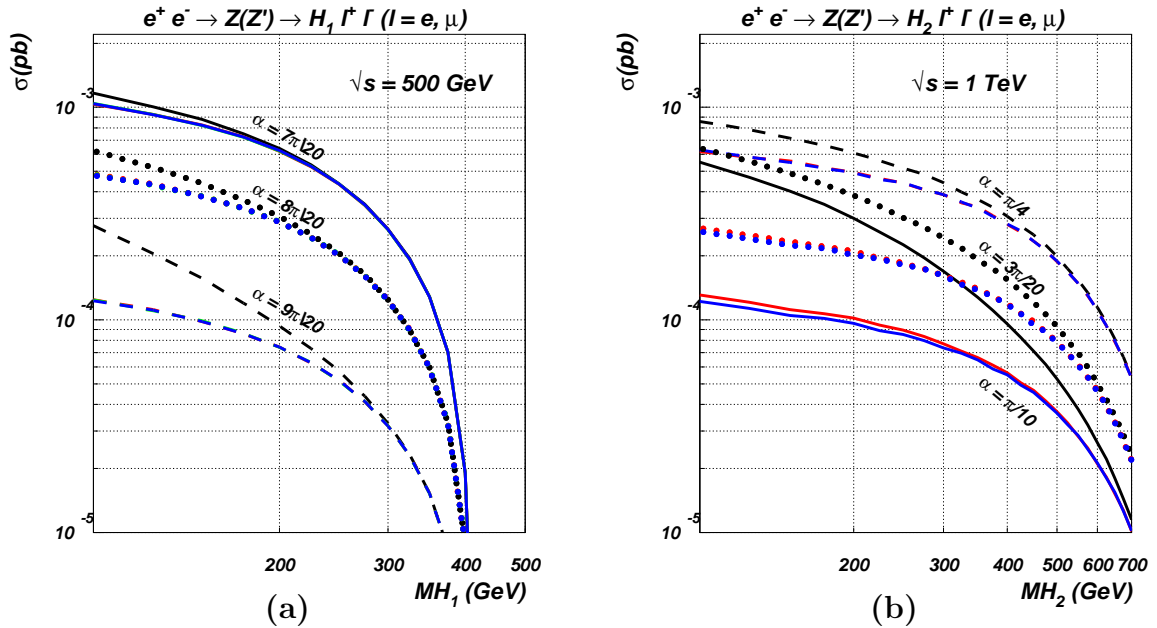 e⁺ e⁻ → Z(Z') → H₁ l⁺ l⁻ (l = e, μ)
σ(pb)
√s = 500 GeV
10⁻³
α = 7π\20
α = 8π\20
α = 9π\20
10⁻⁴
10⁻⁵
200 300 400 500
MH₁ (GeV)
(a)
e⁺ e⁻ → Z(Z') → H₂ l⁺ l⁻ (l = e, μ)
σ(pb)
√s = 1 TeV
10⁻³
α = π/4
α = 3π/20
10⁻⁴
α = π/10
10⁻⁵
200 300 400 500 600 700
MH₂ (GeV)
(b)